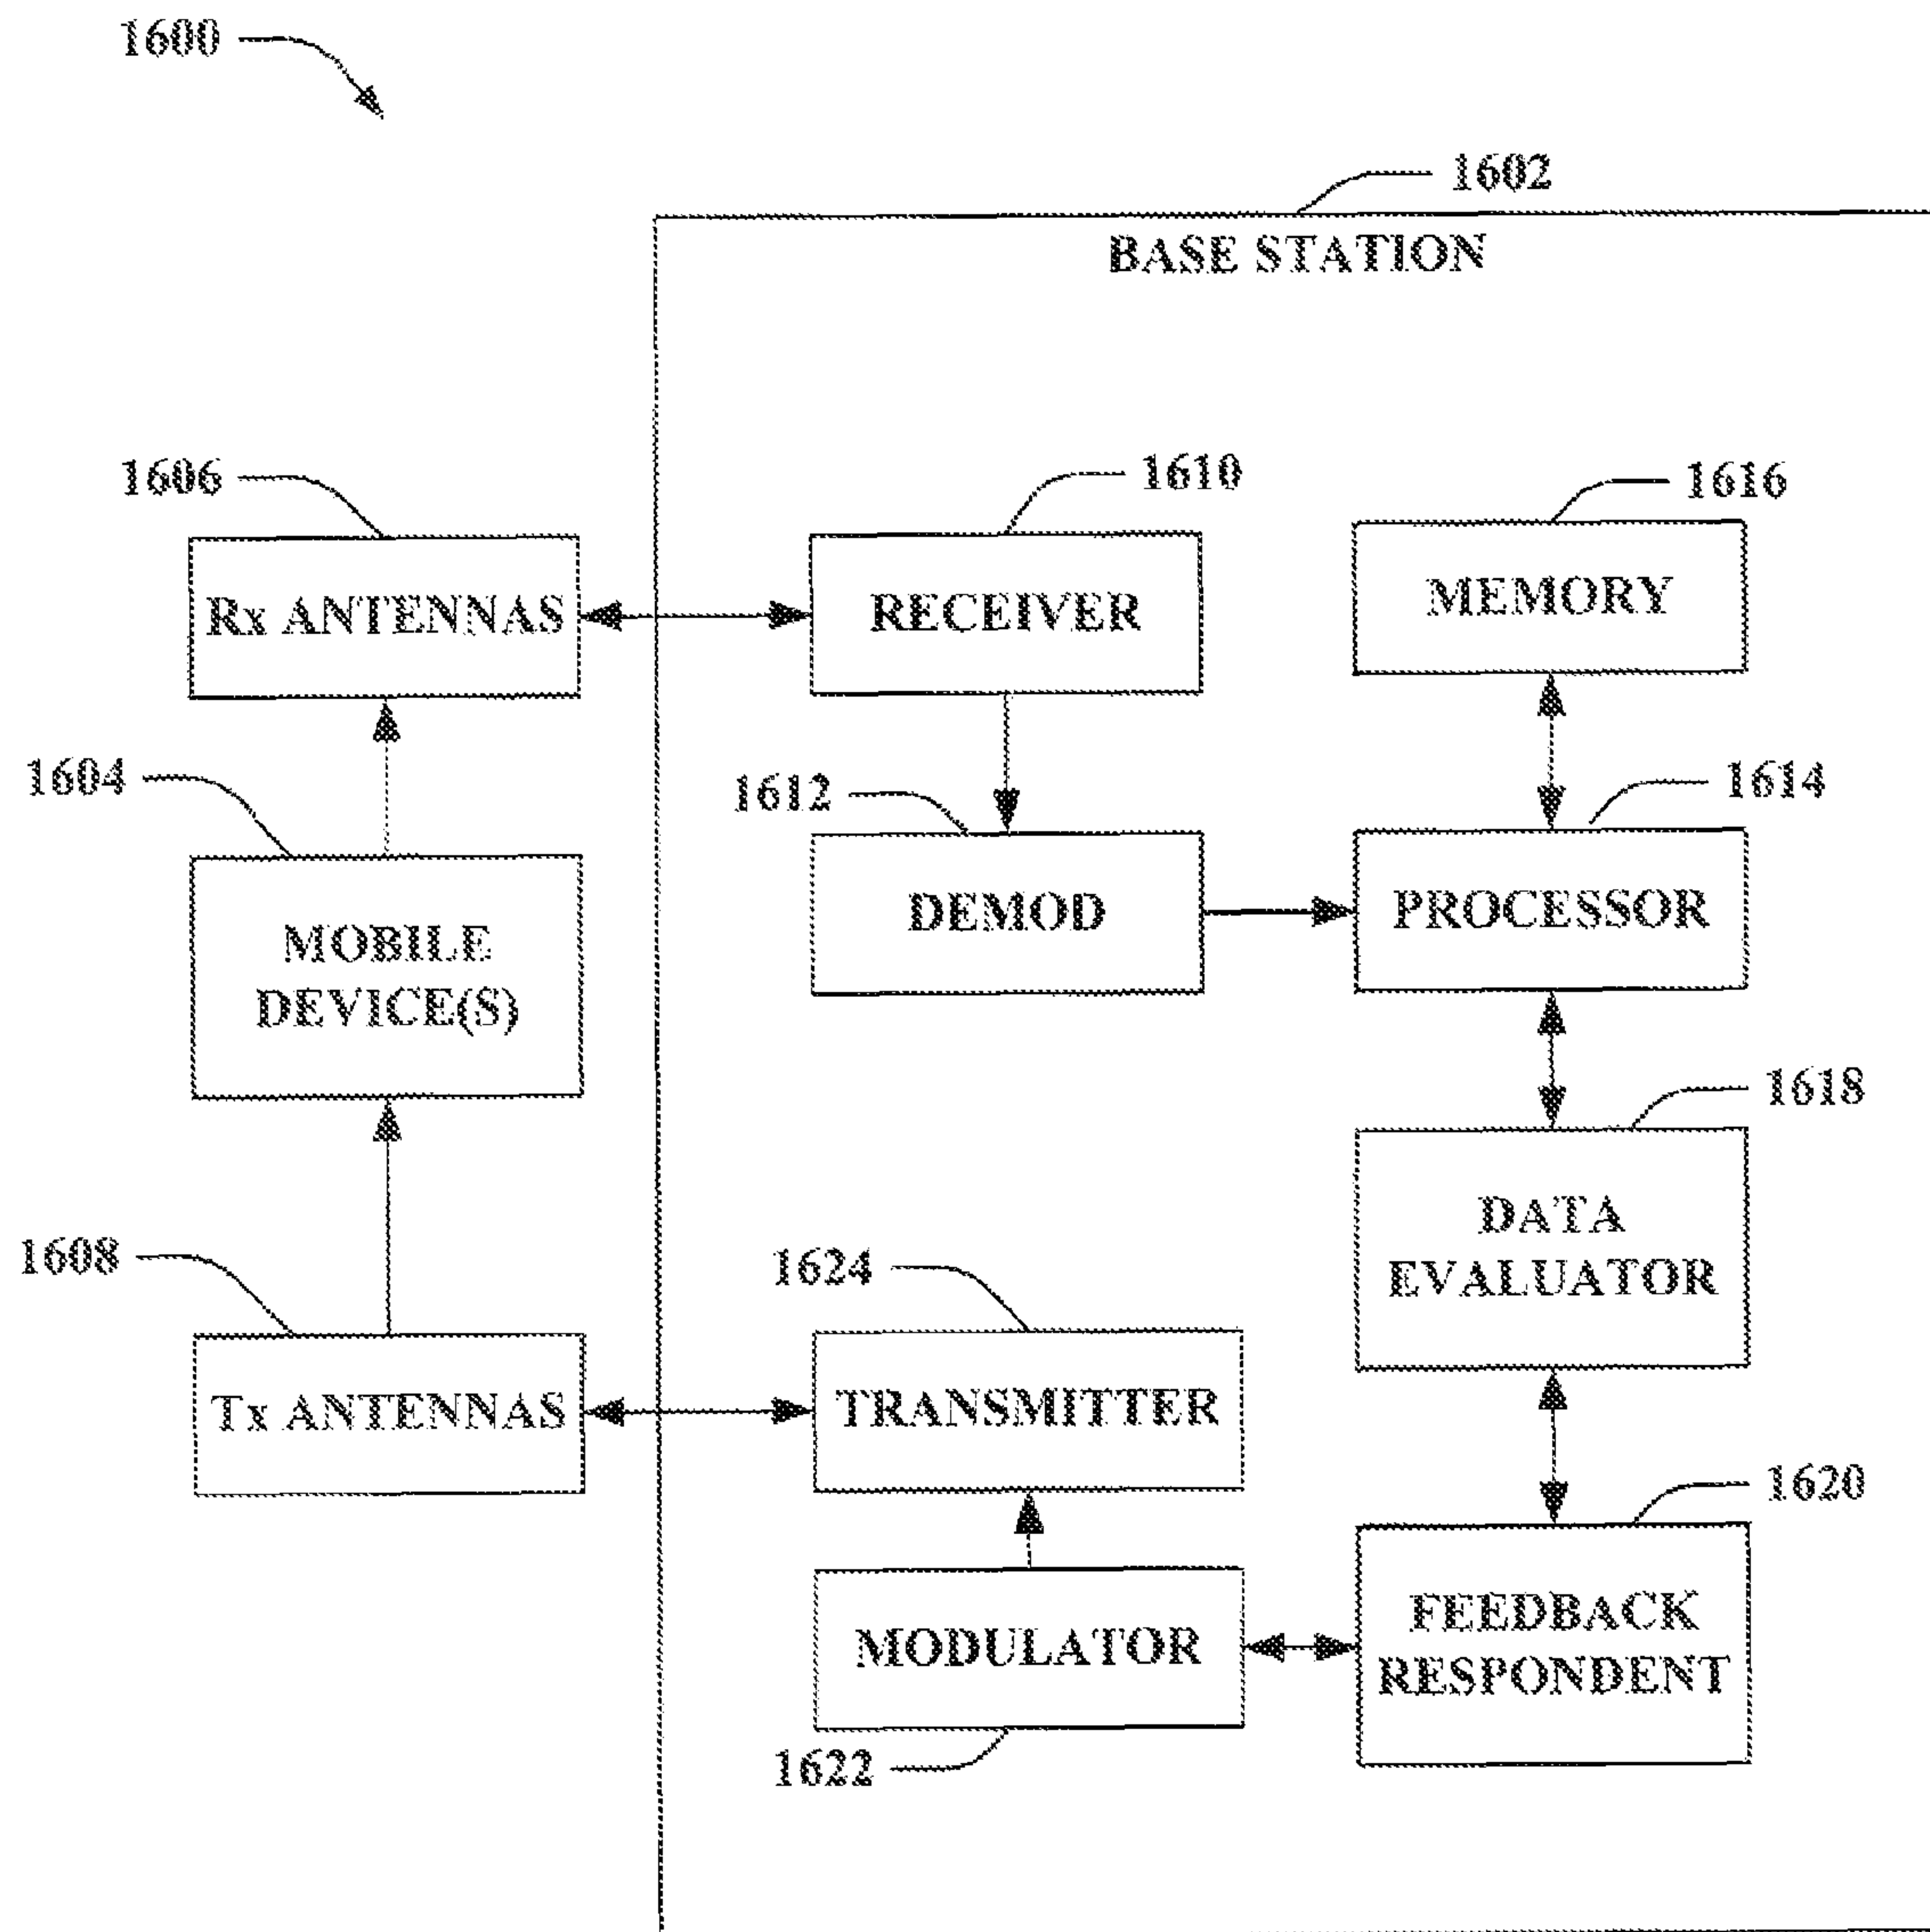 1600
1602
BASE STATION
1606
1610
1616
Rx ANTENNAS
RECEIVER
MEMORY
1604
1612
1614
MOBILE
DEVICE(S)
DEMOD
PROCESSOR
1618
1608
1624
DATA
EVALUATOR
Tx ANTENNAS
TRANSMITTER
1620
MODULATOR
FEEDBACK
RESPONDENT
1622